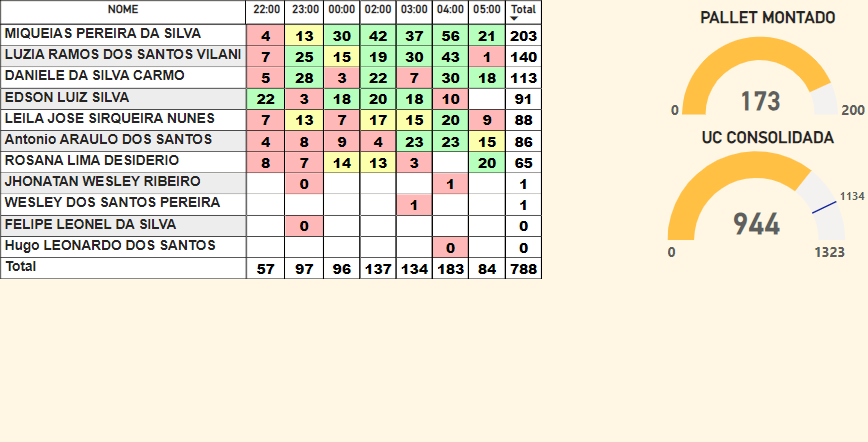 NOME 22:00 23:00 00:00 02:00 03:00 04:00 05:00 Total
MIQUEIAS PEREIRA DA SILVA 4 13 30 42 37 56 21 203
LUZIA RAMOS DOS SANTOS VILANI 7 25 15 19 30 43 1 140
DANIELE DA SILVA CARMO 5 28 3 22 7 30 18 113
EDSON LUIZ SILVA 22 3 18 20 18 10 91
LEILA JOSE SIRQUEIRA NUNES 7 13 7 17 15 20 9 88
Antonio ARAULO DOS SANTOS 4 8 9 4 23 23 15 86
ROSANA LIMA DESIDERIO 8 7 14 13 3 20 65
JHONATAN WESLEY RIBEIRO 0 1 1
WESLEY DOS SANTOS PEREIRA 1 1
FELIPE LEONEL DA SILVA 0 0
Hugo LEONARDO DOS SANTOS 0 0
Total 57 97 96 137 134 183 84 788
PALLET MONTADO
173
0 200
UC CONSOLIDADA
1134
944
0 1323